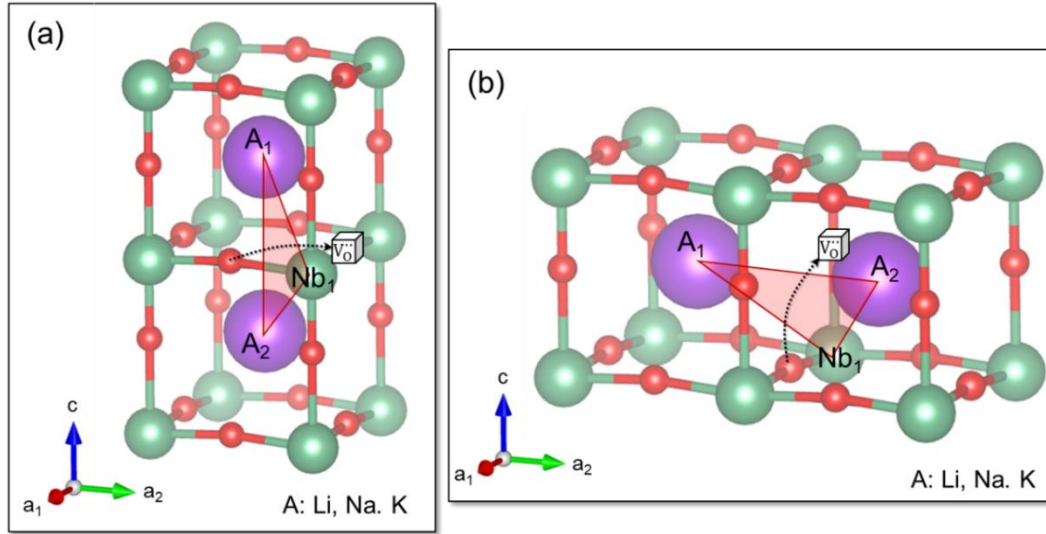 (a)
A₁
V̈ₒ
Nb₁
A₂
c
a₁
a₂
A: Li, Na. K
(b)
A₁
V̈ₒ
A₂
Nb₁
c
a₁
a₂
A: Li, Na. K